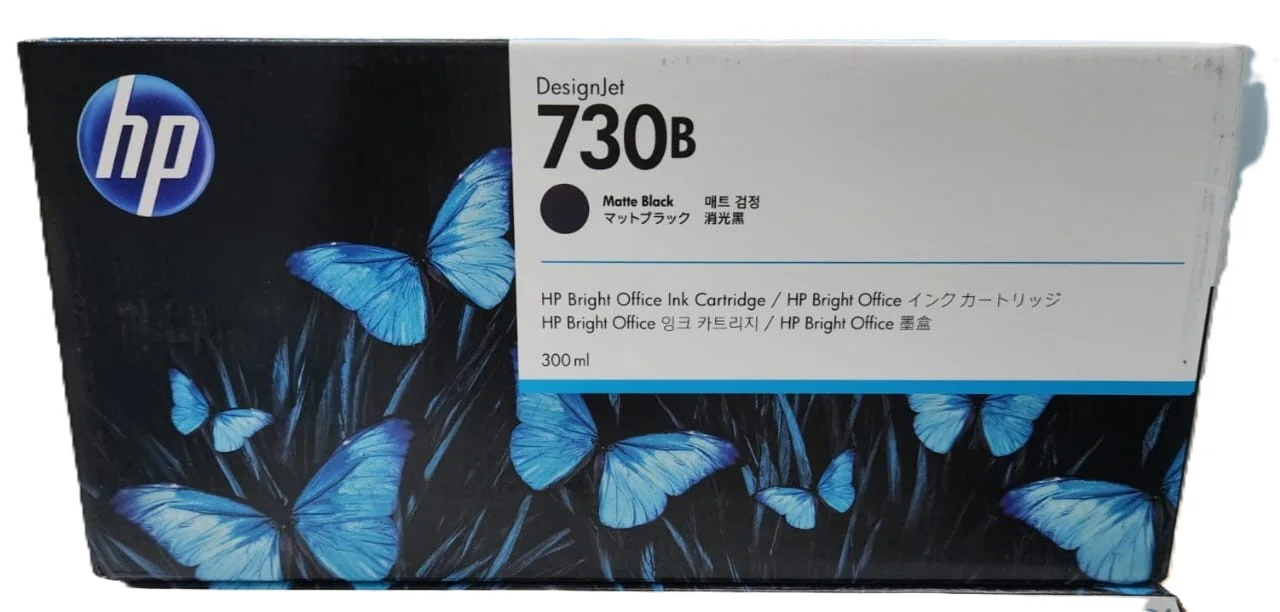 hp
DesignJet
730B
Matte Black 매트 검정
マットブラック 消光黑
HP Bright Office Ink Cartridge / HP Bright Office インク カートリッジ
HP Bright Office 잉크 카트리지 / HP Bright Office 墨盒
300 ml